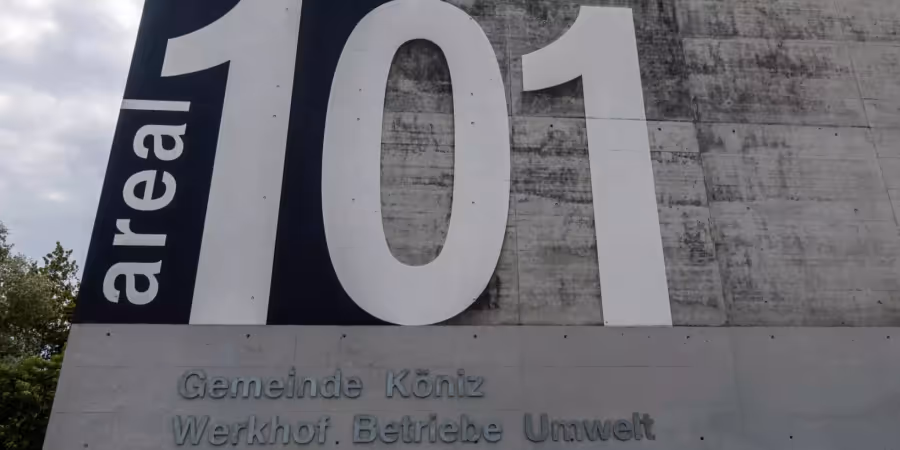 areal
101
Gemeinde Köniz
Werkhof Betriebe Umwelt